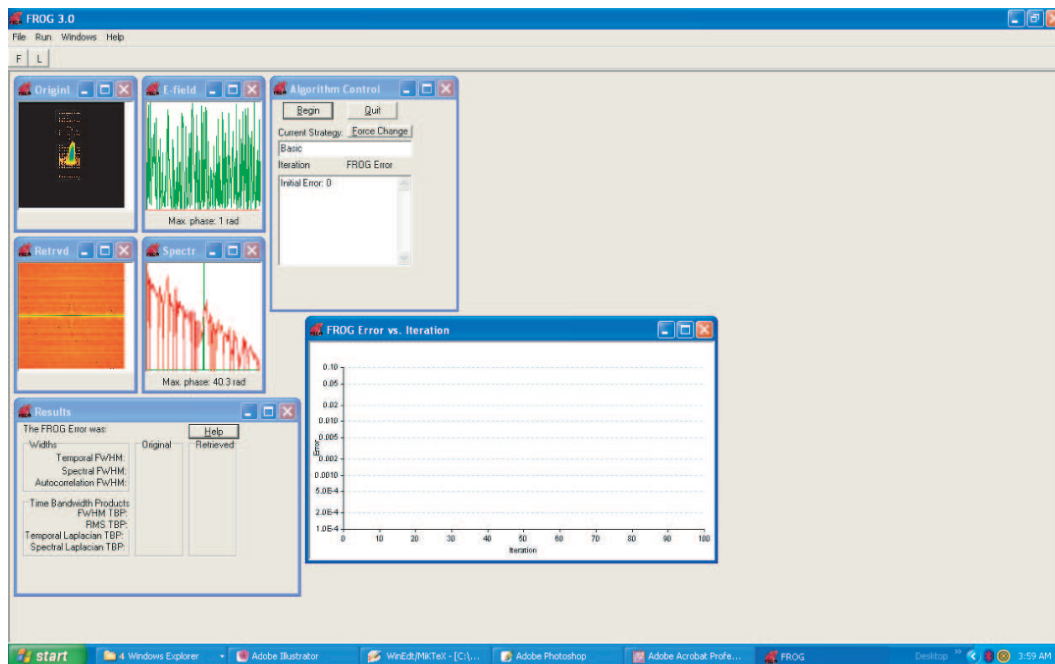 FROG 3.0
File Run Windows Help
F L
Originl
E-field
Max. phase: 1 rad
Algorithm Control
Begin Quit
Current Strategy: Force Change
Basic
Iteration FROG Error
Initial Error: 0
Retrvd
Spectr
Max. phase: 40.3 rad
FROG Error vs. Iteration
0.10
0.05
0.02
0.010
0.005
0.002
0.0010
5.0E-4
2.0E-4
1.0E-4
Error
0 10 20 30 40 50 60 70 80 90 100
Iteration
Results
The FROG Error was: Help
Widths Original Retrieved
Temporal FWHM:
Spectral FWHM:
Autocorrelation FWHM:
Time Bandwidth Products
FWHM TBP:
RMS TBP:
Temporal Laplacian TBP:
Spectral Laplacian TBP:
start 4 Windows Explorer Adobe Illustrator WinEdt/MiKTeX - [C:\... Adobe Photoshop Adobe Acrobat Profe... FROG Desktop » 3:59 AM